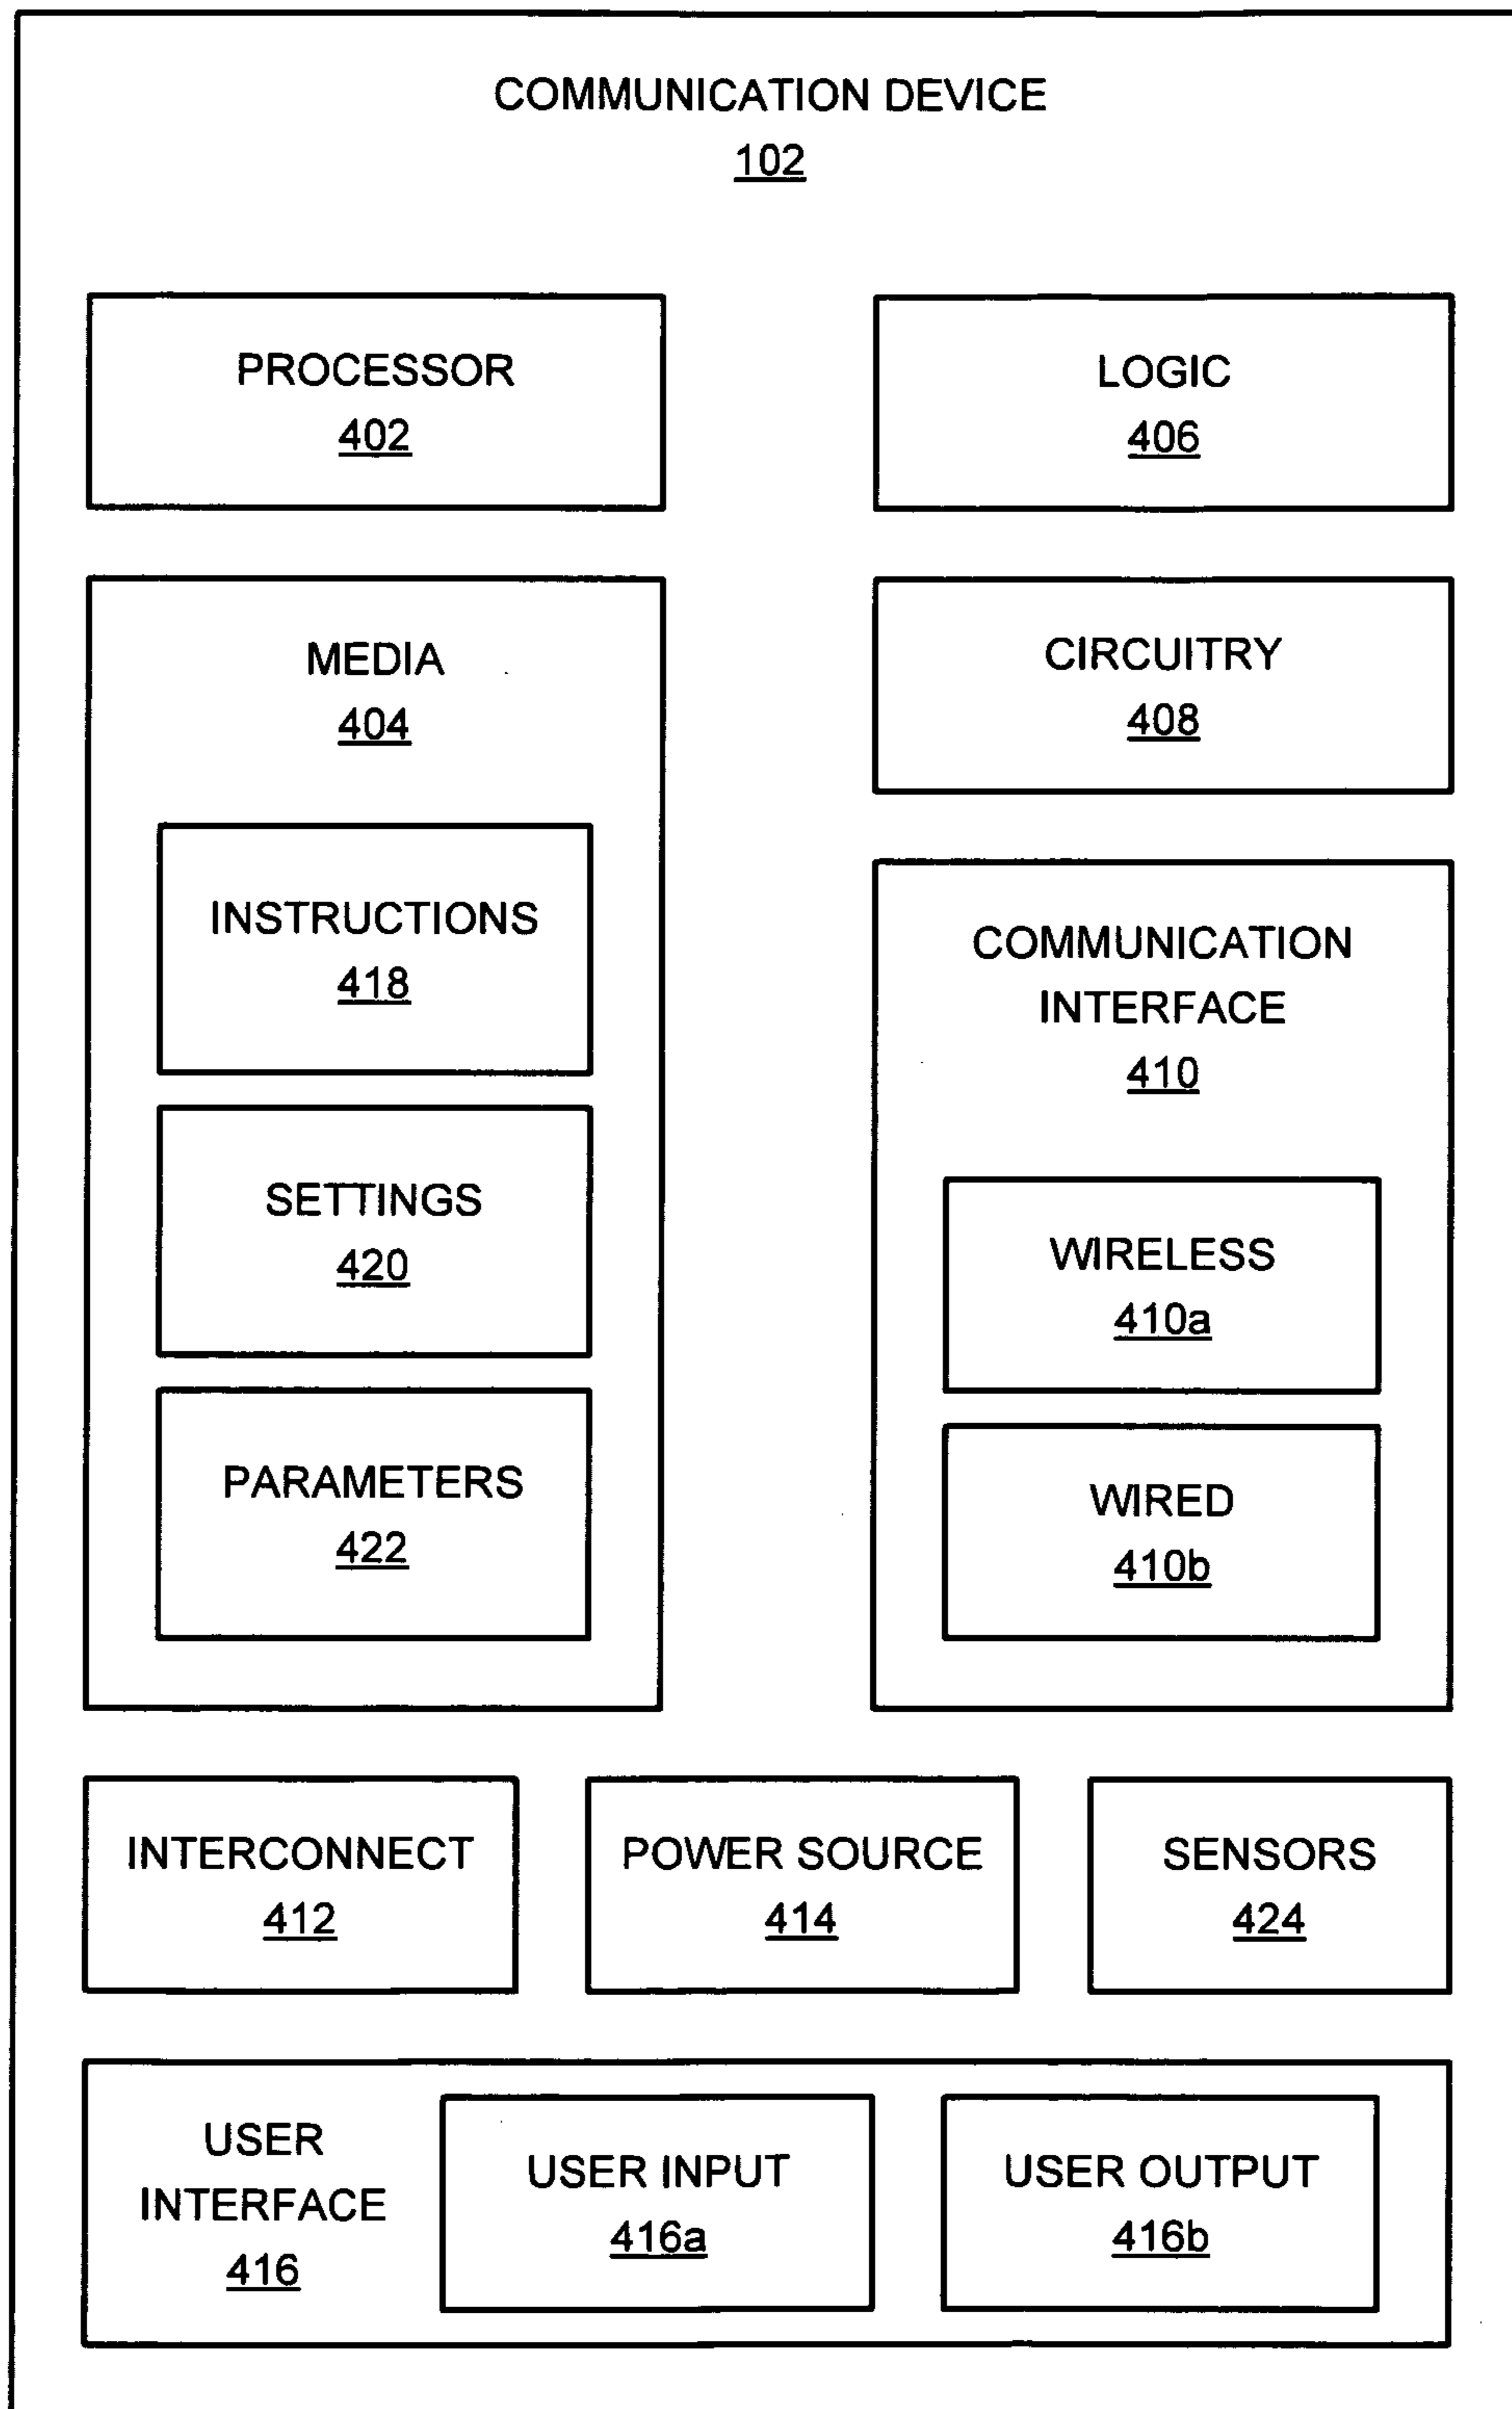 COMMUNICATION DEVICE
102
PROCESSOR
402
LOGIC
406
MEDIA
404
CIRCUITRY
408
INSTRUCTIONS
418
SETTINGS
420
PARAMETERS
422
COMMUNICATION
INTERFACE
410
WIRELESS
410a
WIRED
410b
INTERCONNECT
412
POWER SOURCE
414
SENSORS
424
USER
INTERFACE
416
USER INPUT
416a
USER OUTPUT
416b